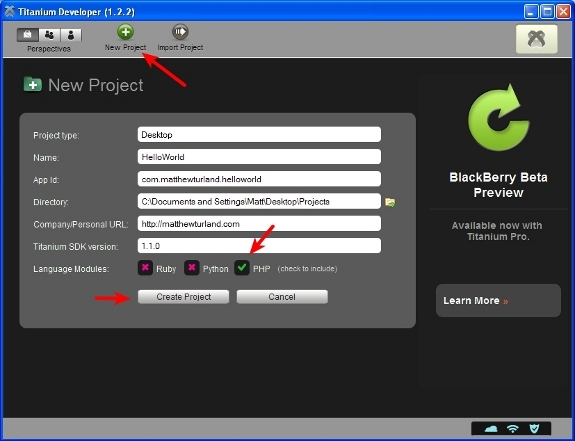 Titanium Developer (1.2.2)
Perspectives
New Project
Import Project
New Project
Project type: Desktop
Name: HelloWorld
App Id: com.matthewturland.helloworld
Directory: C:\Documents and Settings\Matt\Desktop\Projects
Company/Personal URL: http://matthewturland.com
Titanium SDK version: 1.1.0
Language Modules: Ruby Python PHP (check to include)
Create Project Cancel
BlackBerry Beta
Preview
Available now with
Titanium Pro.
Learn More »